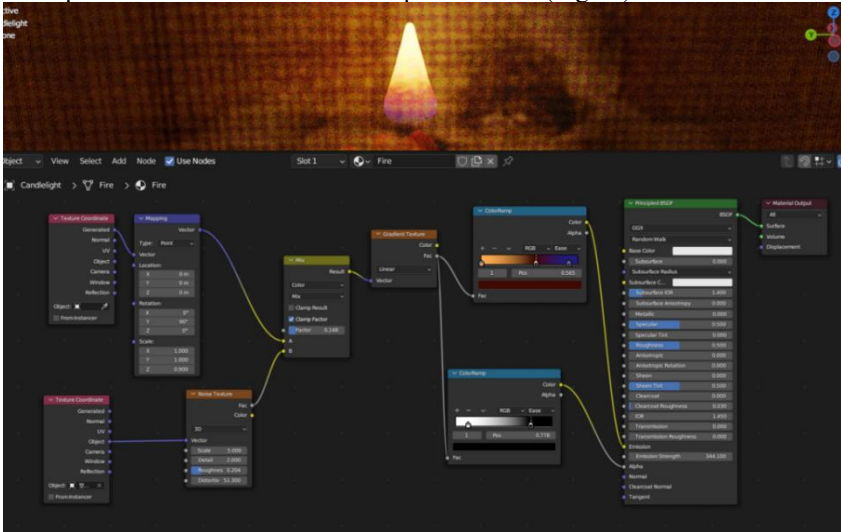 ctive
dlelight
one
Y
Object View Select Add Node Use Nodes Slot 1 Fire
Candlelight > Fire > Fire
Texture Coordinate
Generated
Normal
UV
Object
Camera
Window
Reflection
Object:
From Instancer
Mapping
Vector
Type: Point
Vector
Location:
X 0 m
Y 0 m
Z 0 m
Rotation:
X 0°
Y 90°
Z 0°
Scale:
X 1.000
Y 1.000
Z 0.900
Texture Coordinate
Generated
Normal
UV
Object
Camera
Window
Reflection
Object:
From Instancer
Noise Texture
Fac
Color
3D
Vector
Scale 5.000
Detail 2.000
Roughnes 0.204
Distortio 51.300
Mix
Result
Color
Mix
Clamp Result
Clamp Factor
Factor 0.148
A
B
Gradient Texture
Color
Fac
Linear
Vector
ColorRamp
Color
Alpha
+ − RGB Ease
1 Pos 0.565
Fac
ColorRamp
Color
Alpha
+ − RGB Ease
1 Pos 0.778
Fac
Principled BSDF
BSDF
GGX
Random Walk
Base Color
Subsurface 0.000
Subsurface Radius
Subsurface C...
Subsurface IOR 1.400
Subsurface Anisotropy 0.000
Metallic 0.000
Specular 0.500
Specular Tint 0.000
Roughness 0.500
Anisotropic 0.000
Anisotropic Rotation 0.000
Sheen 0.000
Sheen Tint 0.500
Clearcoat 0.000
Clearcoat Roughness 0.030
IOR 1.450
Transmission 0.000
Transmission Roughness 0.000
Emission
Emission Strength 344.100
Alpha
Normal
Clearcoat Normal
Tangent
Material Output
All
Surface
Volume
Displacement